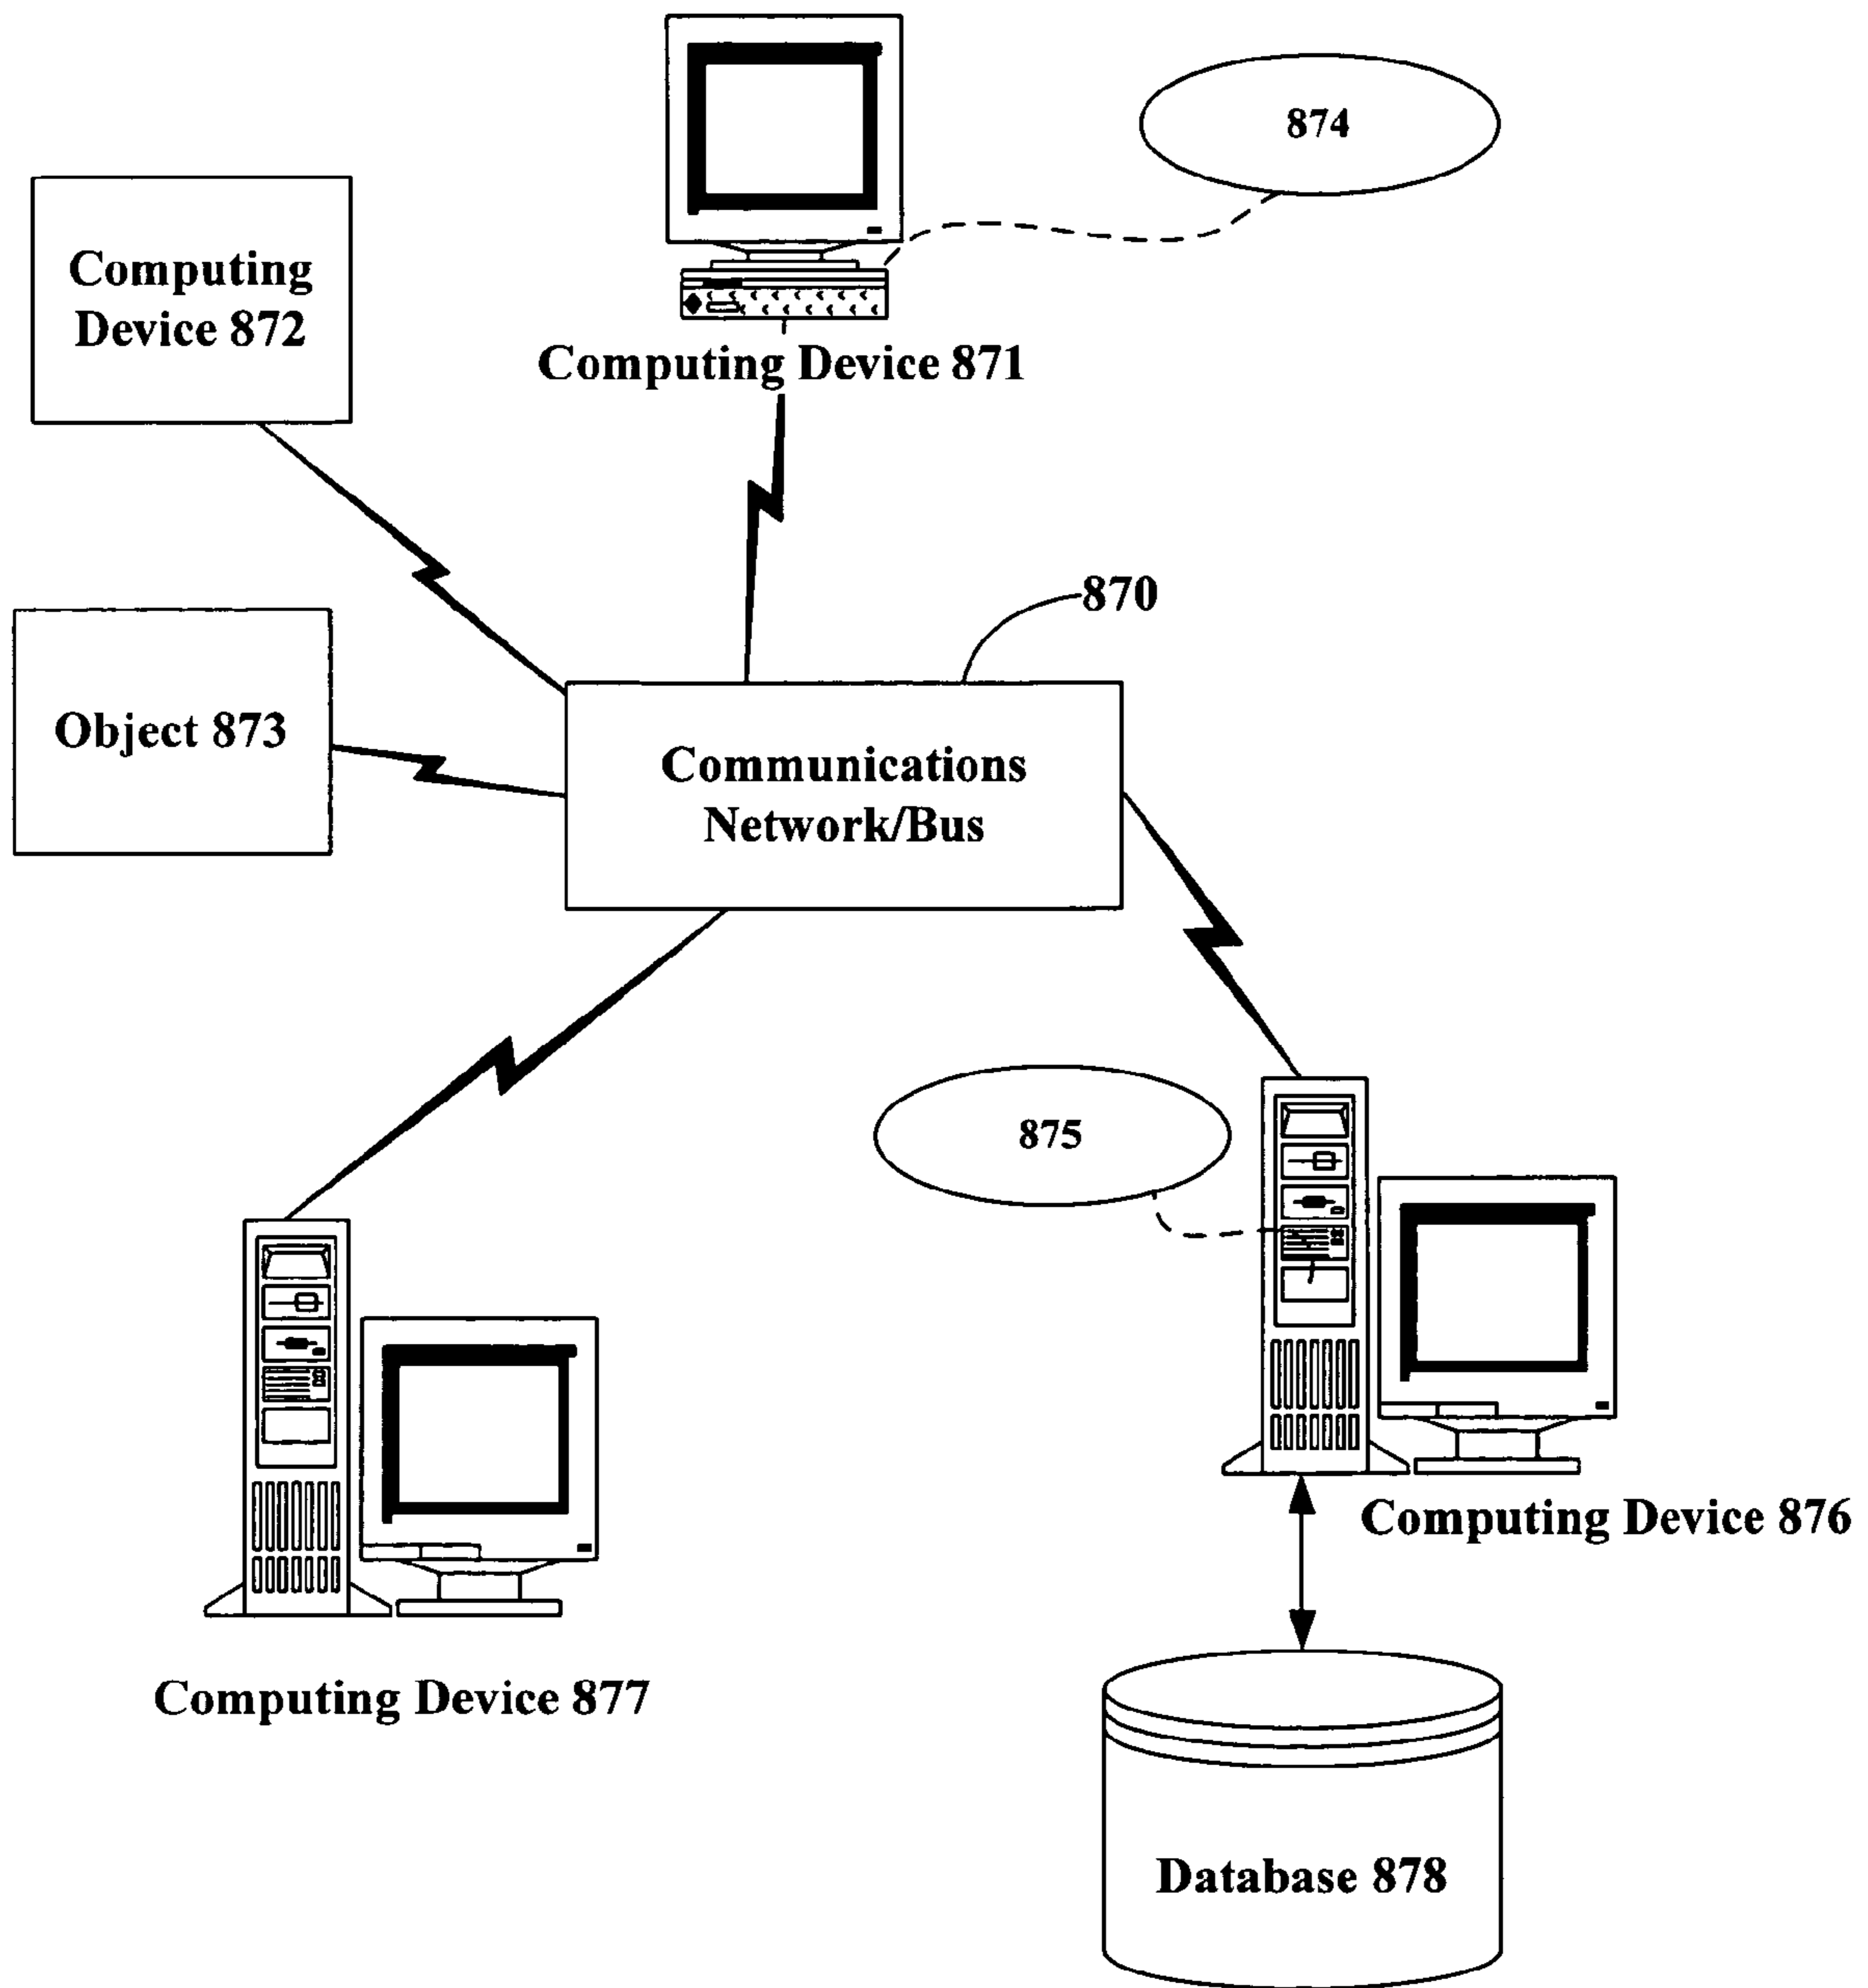 874
Computing
Device 872
Computing Device 871
870
Object 873
Communications
Network/Bus
875
Computing Device 876
Computing Device 877
Database 878